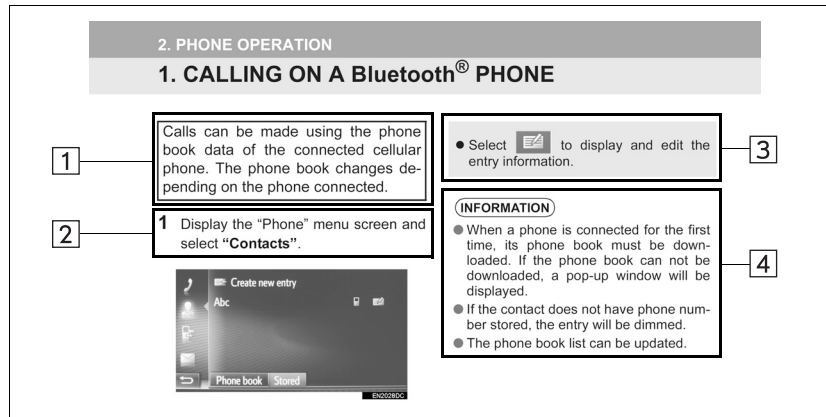 2. PHONE OPERATION
1. CALLING ON A Bluetooth® PHONE
1
Calls can be made using the phone
book data of the connected cellular
phone. The phone book changes de-
pending on the phone connected.
2
1 Display the “Phone” menu screen and
select “Contacts”.
Create new entry
Abc
Phone book Stored
EN2028DC
● Select to display and edit the
entry information.
3
INFORMATION
● When a phone is connected for the first
time, its phone book must be down-
loaded. If the phone book can not be
downloaded, a pop-up window will be
displayed.
● If the contact does not have phone num-
ber stored, the entry will be dimmed.
● The phone book list can be updated.
4